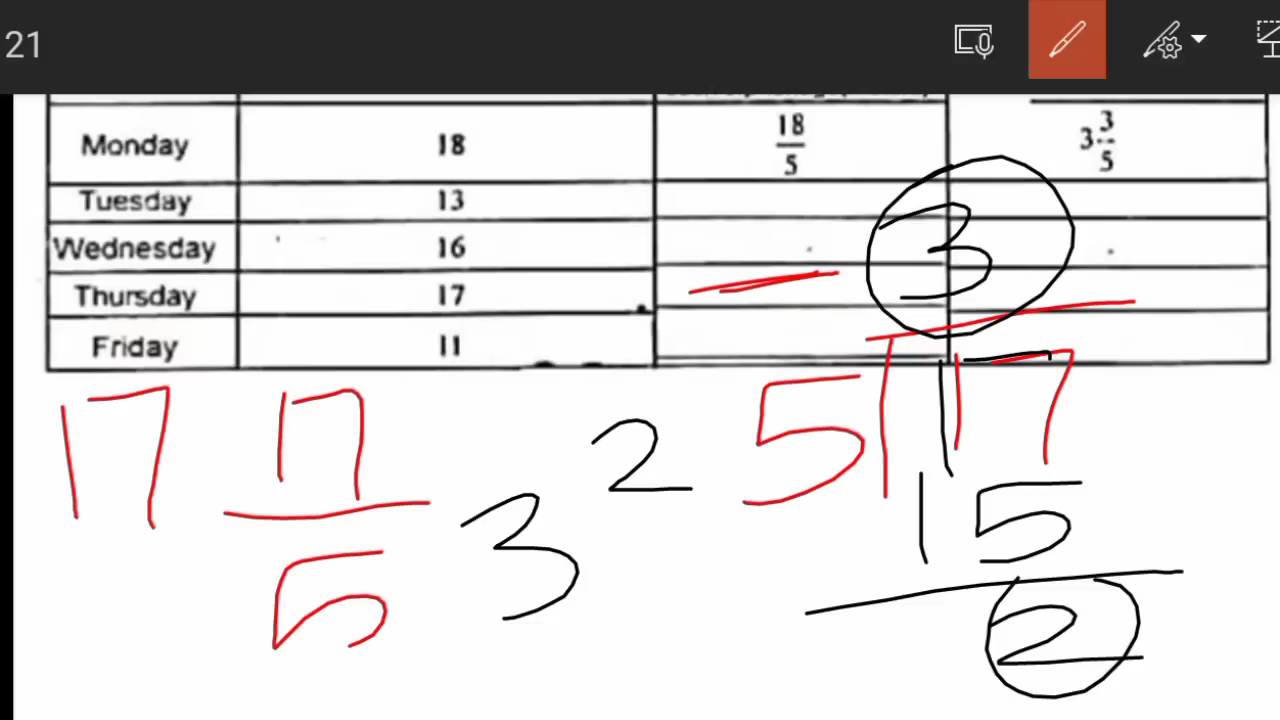 21
Monday 18 18/5 3 3/5
Tuesday 13
Wednesday 16
Thursday 17
Friday 11
3
17 17/5 3 2 5 17
15
2